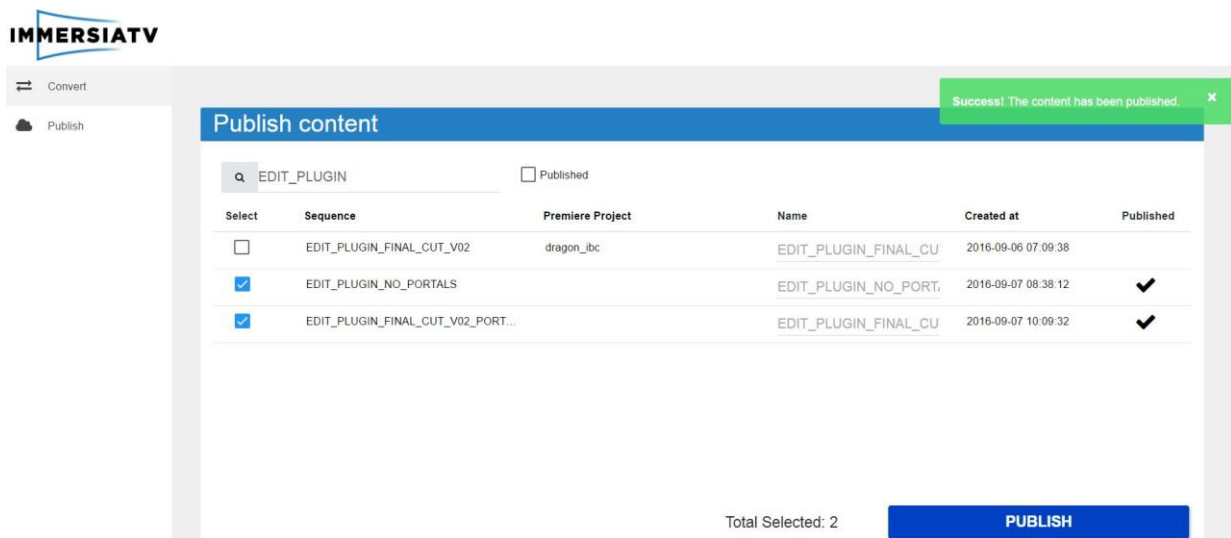 IMMERSIATV
Convert
Success! The content has been published. ×
Publish
Publish content
EDIT_PLUGIN
Published
Select Sequence Premiere Project Name Created at Published
EDIT_PLUGIN_FINAL_CUT_V02 dragon_ibc EDIT_PLUGIN_FINAL_CU 2016-09-06 07:09:38
EDIT_PLUGIN_NO_PORTALS EDIT_PLUGIN_NO_PORT 2016-09-07 08:38:12
EDIT_PLUGIN_FINAL_CUT_V02_PORT... EDIT_PLUGIN_FINAL_CU 2016-09-07 10:09:32
Total Selected: 2 PUBLISH